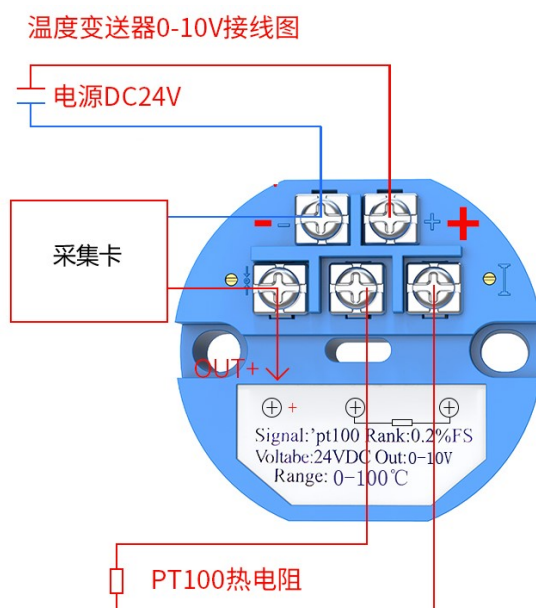 温度变送器0-10V接线图
电源DC24V
- - + +
采集卡
OUT+
+
Signal:'pt100 Rank:0.2%FS
Voltabc:24VDC Out:0-10V
Range: 0-100℃
PT100热电阻